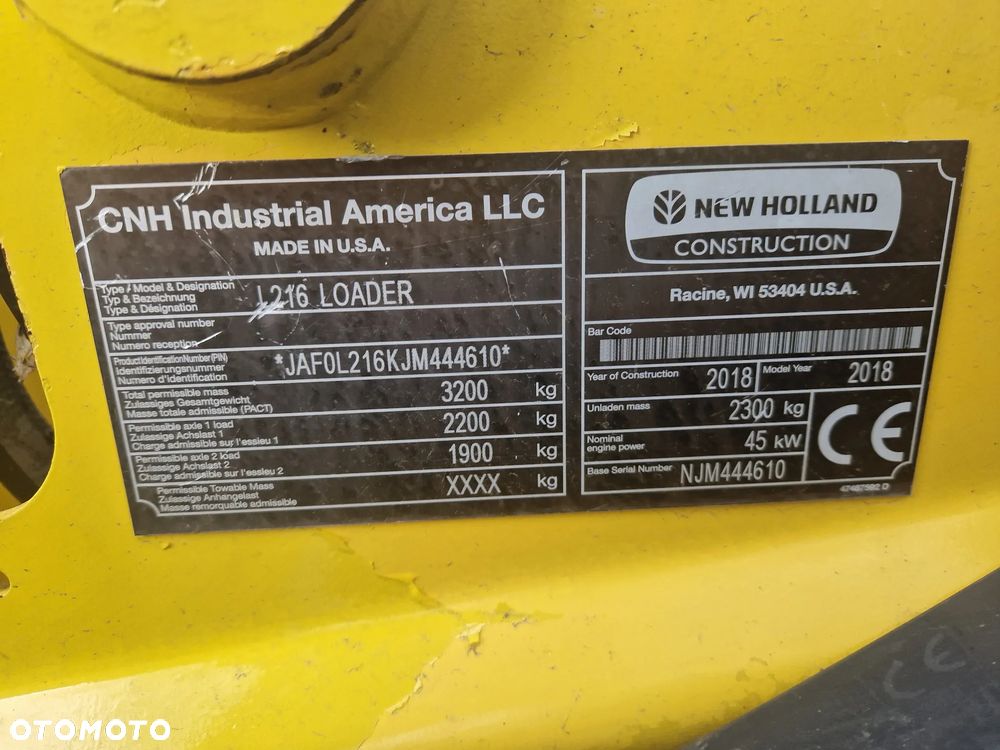 CNH Industrial America LLC
MADE IN U.S.A.
Type / Model & Designation
Typ & Bezeichnung
Type & Désignation
L216 LOADER
Type approval number
Nummer
Numero reception
Product Identification Number (PIN)
Identifizierungsnummer
Numero d'identification
*JAF0L216KJM444610*
Total permissible mass
Zulassiges Gesamtgewicht
Masse totale admissible (PACT)
3200 kg
Permissible axle 1 load
Zulassige Achslast 1
Charge admissible sur l'essieu 1
2200 kg
Permissible axle 2 load
Zulassige Achslast 2
Charge admissible sur l'essieu 2
1900 kg
Permissible Towable Mass
Zulassige Anhangelast
Masse remorquable admissible
XXXX kg
NEW HOLLAND
CONSTRUCTION
Racine, WI 53404 U.S.A.
Bar Code
Year of Construction 2018 Model Year 2018
Unladen mass 2300 kg
Nominal
engine power
45 kW
CE
Base Serial Number NJM444610
47487592 D
CE
OTOMOTO